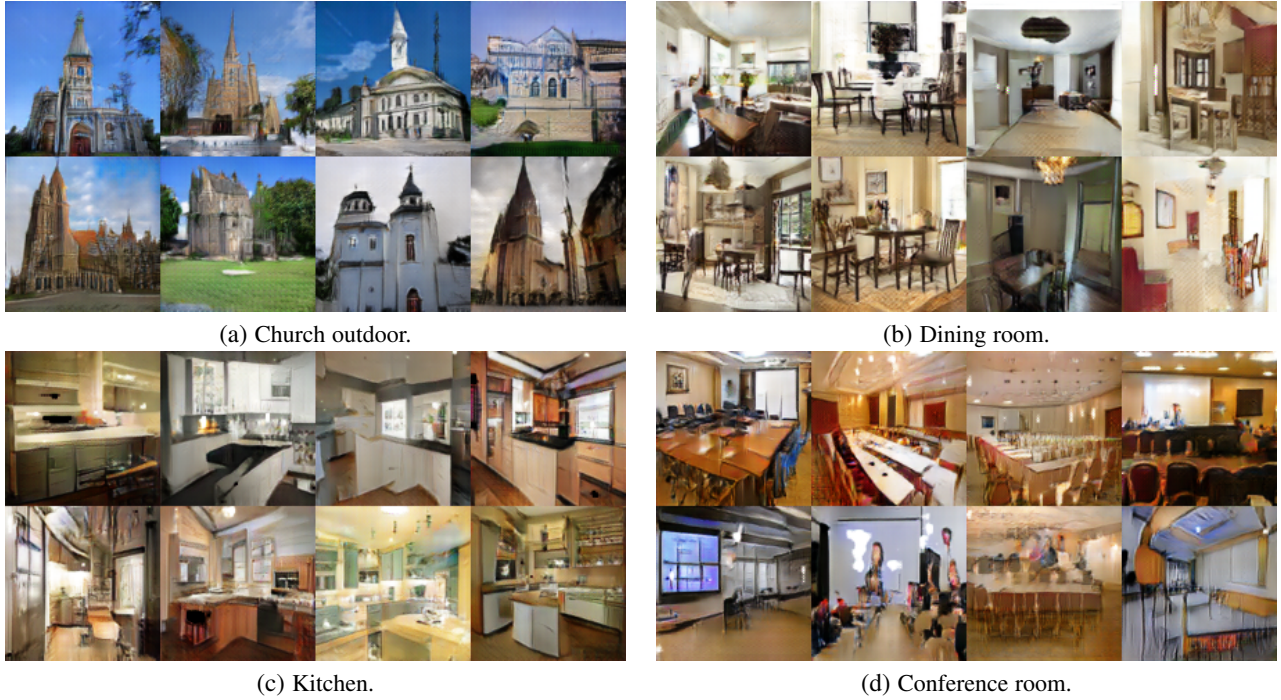 (a) Church outdoor.
(b) Dining room.
(c) Kitchen.
(d) Conference room.